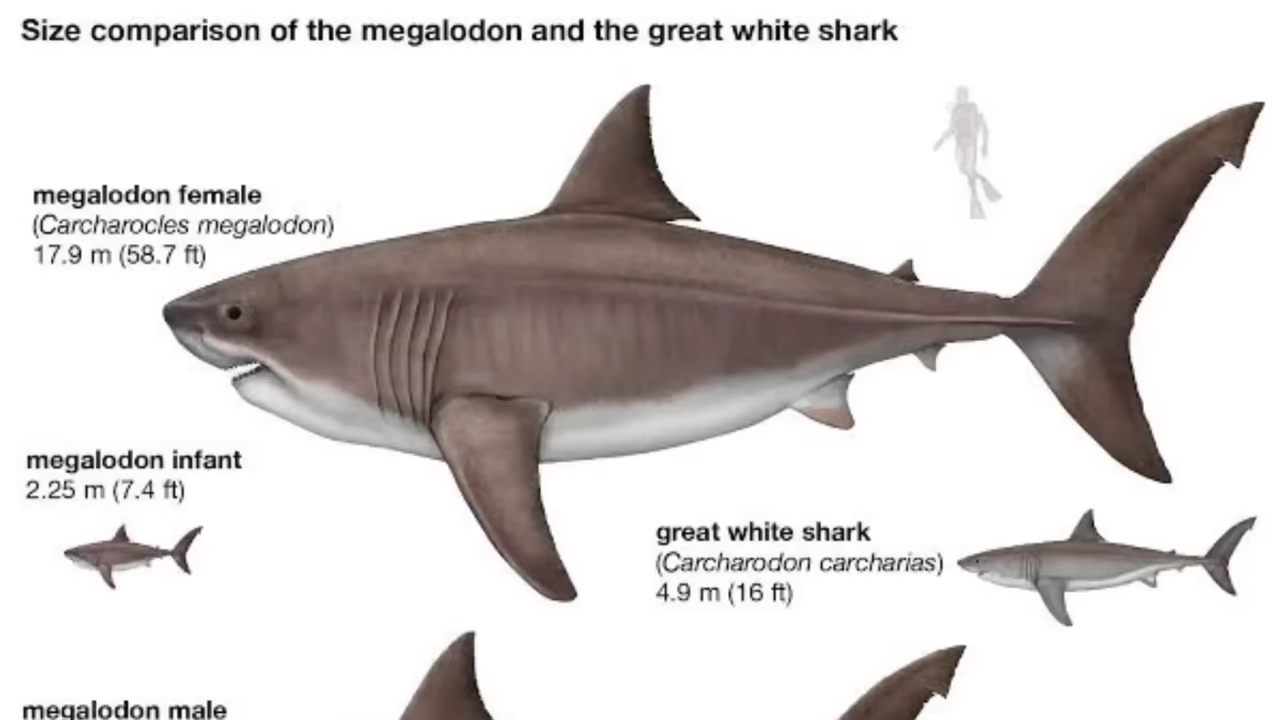 Size comparison of the megalodon and the great white shark
megalodon female
(Carcharocles megalodon)
17.9 m (58.7 ft)
megalodon infant
2.25 m (7.4 ft)
great white shark
(Carcharodon carcharias)
4.9 m (16 ft)
megalodon male